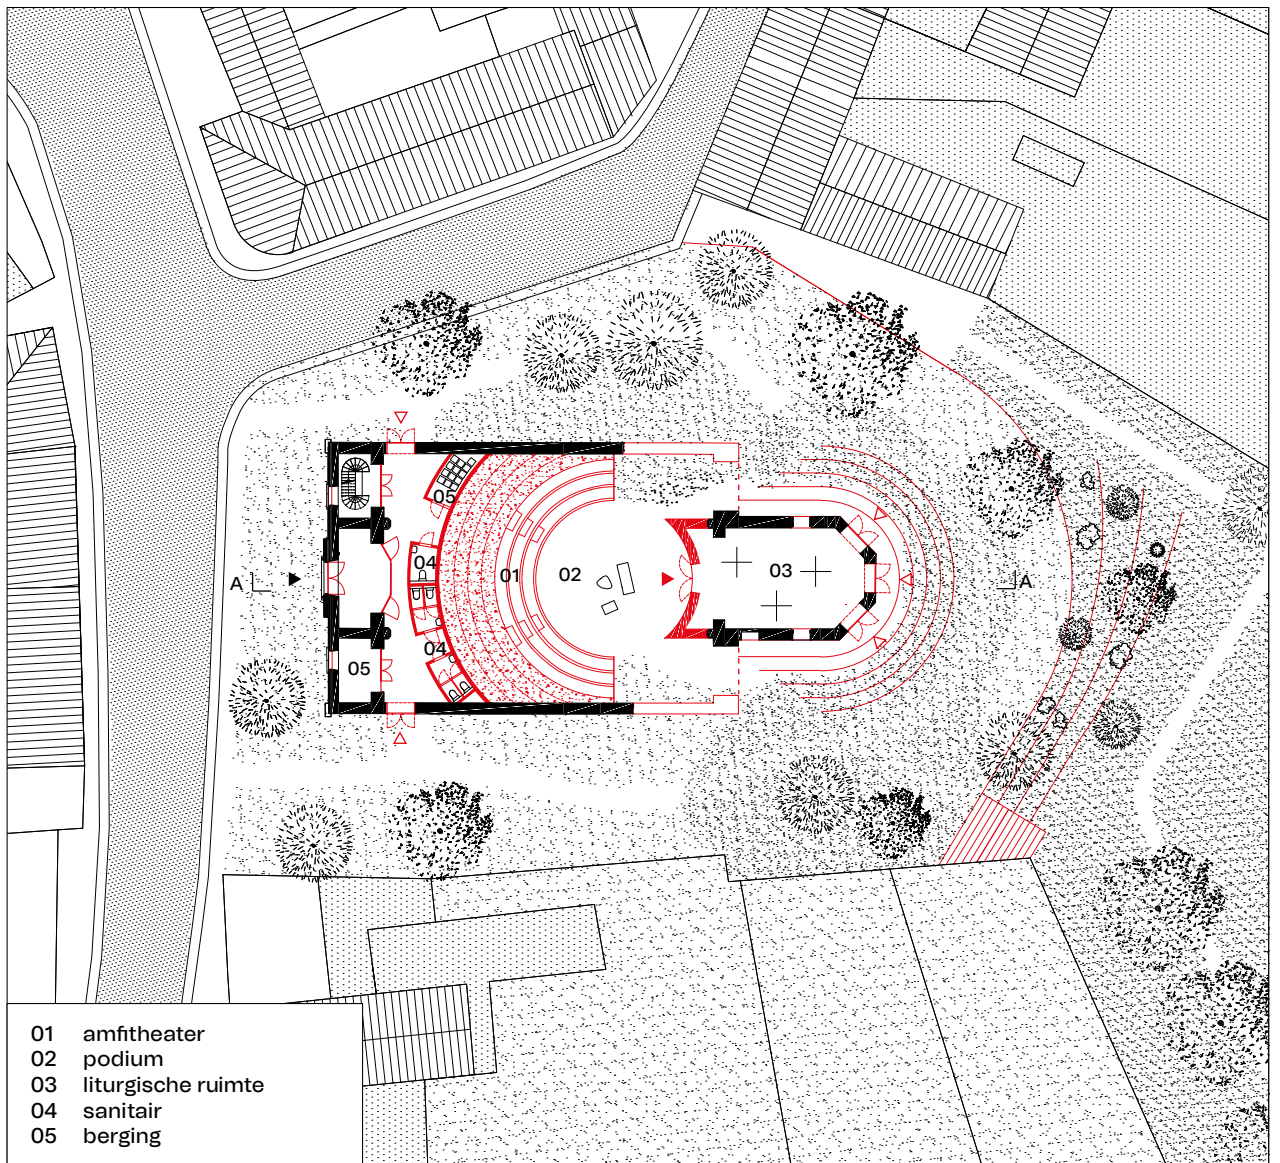 05
04
01
02
03
A
A
04
05
01 amfitheater
02 podium
03 liturgische ruimte
04 sanitair
05 berging